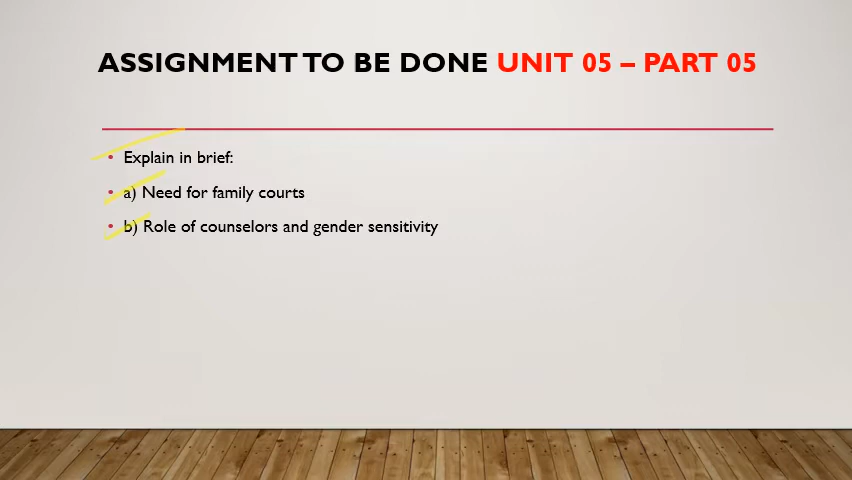 ASSIGNMENT TO BE DONE UNIT 05 – PART 05
• Explain in brief:
• a) Need for family courts
• b) Role of counselors and gender sensitivity